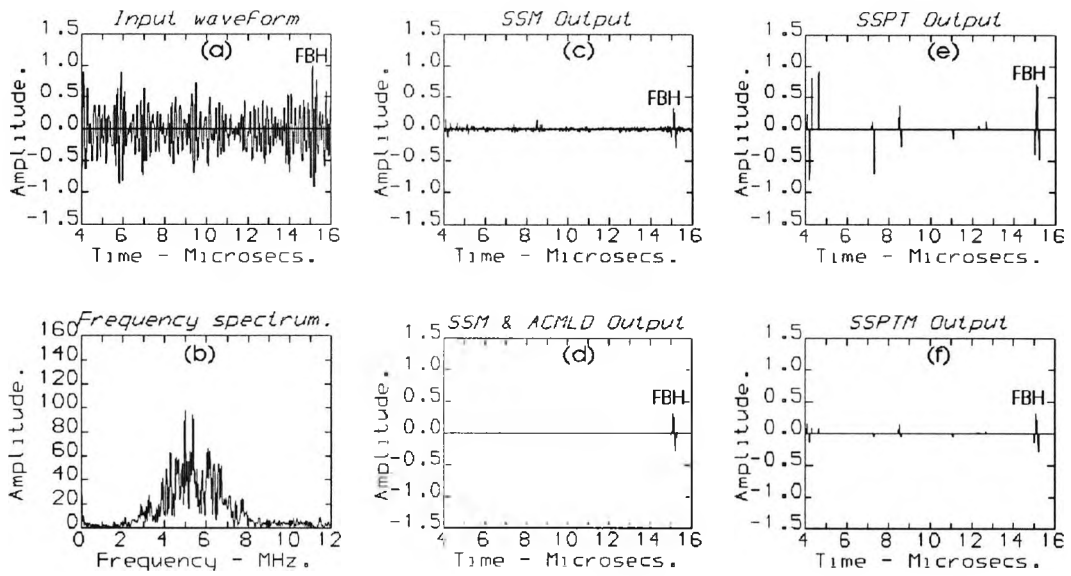 Input waveform
(a)
FBH
1.5
1.0
0.5
0.0
-0.5
-1.0
-1.5
Amplitude.
4 6 8 10 12 14 16
Time - Microsecs.
SSM Output
(c)
FBH
1.5
1.0
0.5
0.0
-0.5
-1.0
-1.5
Amplitude.
4 6 8 10 12 14 16
Time - Microsecs.
SSPT Output
(e)
FBH
1.5
1.0
0.5
0.0
-0.5
-1.0
-1.5
Amplitude.
4 6 8 10 12 14 16
Time - Microsecs.
Frequency spectrum.
(b)
160
140
120
100
80
60
40
20
0
Amplitude.
0 2 4 6 8 10 12
Frequency - MHz.
SSM & ACMLD Output
(d)
FBH
1.5
1.0
0.5
0.0
-0.5
-1.0
-1.5
Amplitude.
4 6 8 10 12 14 16
Time - Microsecs.
SSPTM Output
(f)
FBH
1.5
1.0
0.5
0.0
-0.5
-1.0
-1.5
Amplitude.
4 6 8 10 12 14 16
Time - Microsecs.